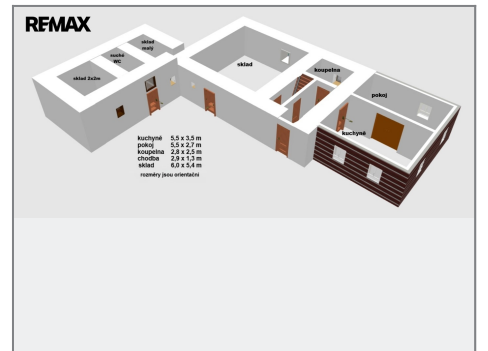 RE/MAX
sklad
malý
suché
WC
sklad 2x2m
sklad
koupelna
pokoj
kuchyně
kuchyně 5,5 x 3,5 m
pokoj 5,5 x 2,7 m
koupelna 2,8 x 2,5 m
chodba 2,9 x 1,3 m
sklad 6,0 x 5,4 m
rozměry jsou orientační